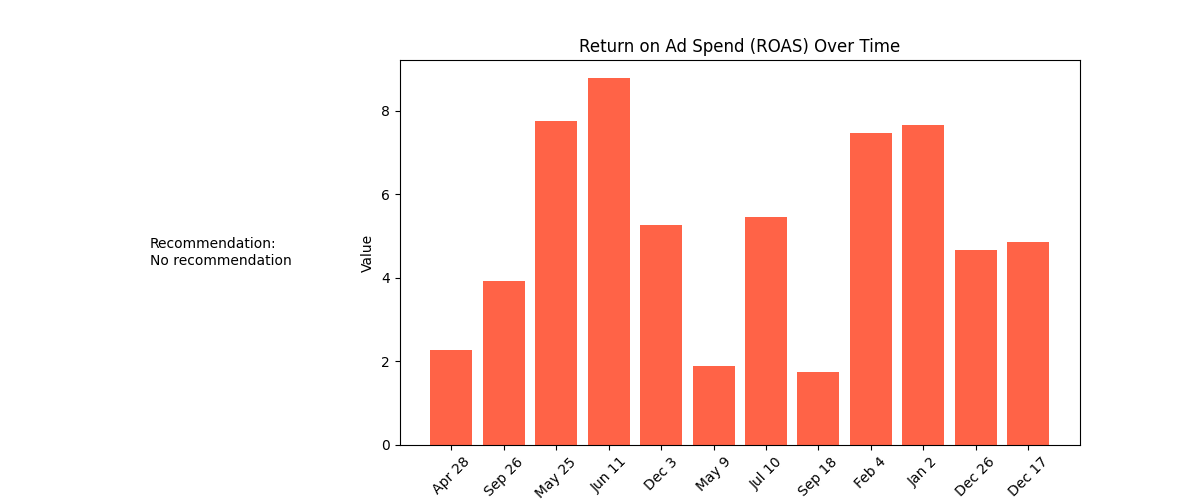 Return on Ad Spend (ROAS) Over Time
Recommendation:
No recommendation
Value
8
6
4
2
0
Apr 28
Sep 26
May 25
Jun 11
Dec 3
May 9
Jul 10
Sep 18
Feb 4
Jan 2
Dec 26
Dec 17